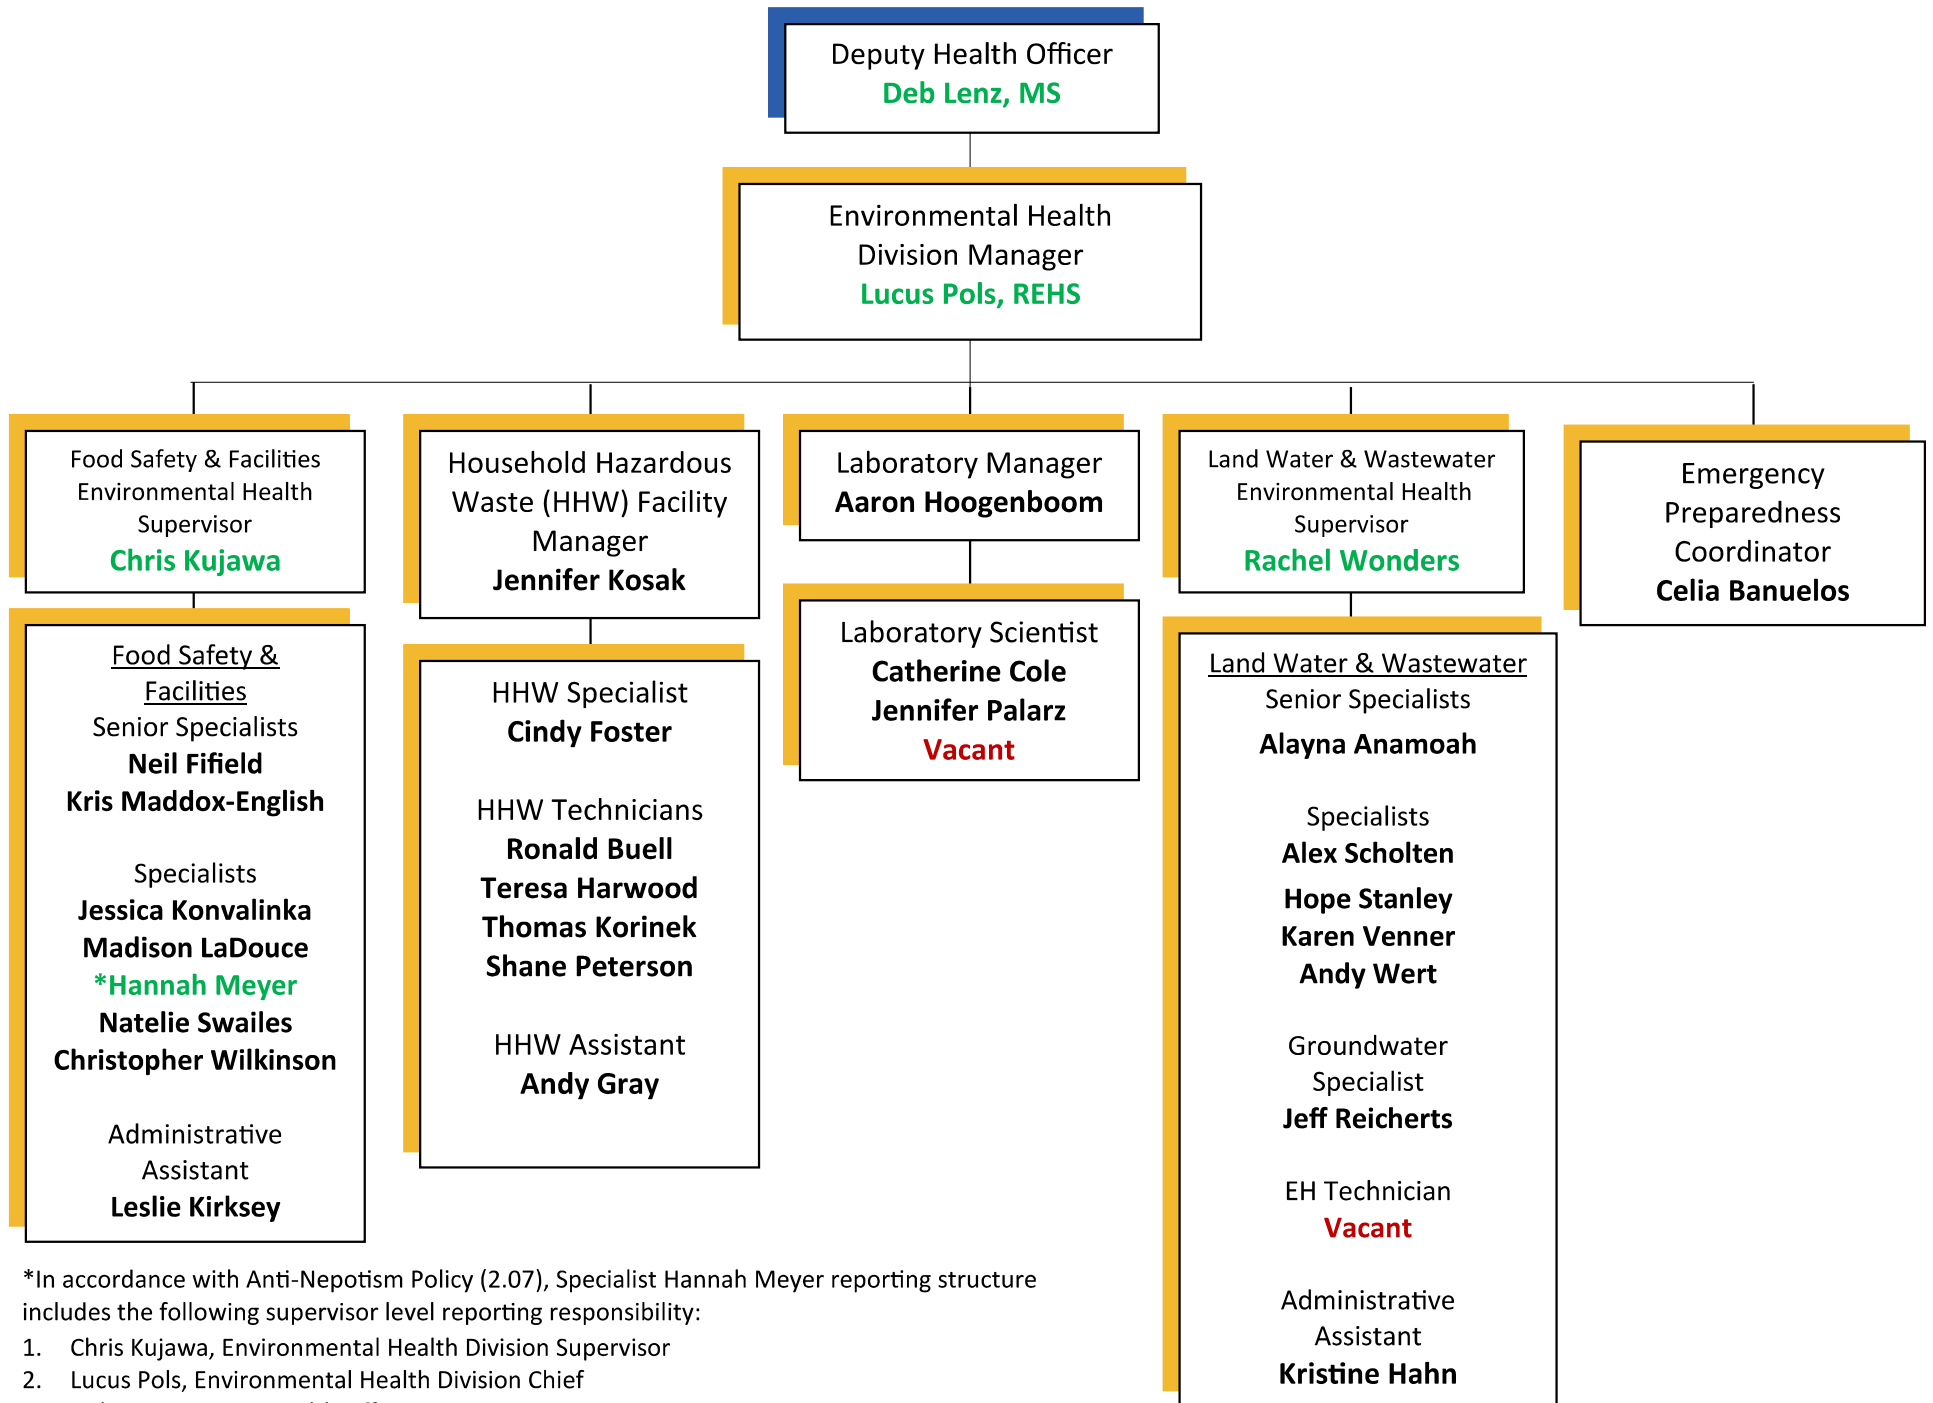 Deputy Health Officer
Deb Lenz, MS
Environmental Health
Division Manager
Lucus Pols, REHS
Food Safety & Facilities
Environmental Health
Supervisor
Chris Kujawa
Food Safety &
Facilities
Senior Specialists
Neil Fifield
Kris Maddox-English
Specialists
Jessica Konvalinka
Madison LaDouce
*Hannah Meyer
Natelie Swailes
Christopher Wilkinson
Administrative
Assistant
Leslie Kirksey
Household Hazardous
Waste (HHW) Facility
Manager
Jennifer Kosak
HHW Specialist
Cindy Foster
HHW Technicians
Ronald Buell
Teresa Harwood
Thomas Korinek
Shane Peterson
HHW Assistant
Andy Gray
Laboratory Manager
Aaron Hoogenboom
Laboratory Scientist
Catherine Cole
Jennifer Palarz
Vacant
Land Water & Wastewater
Environmental Health
Supervisor
Rachel Wonders
Land Water & Wastewater
Senior Specialists
Alayna Anamoah
Specialists
Alex Scholten
Hope Stanley
Karen Venner
Andy Wert
Groundwater
Specialist
Jeff Reicherts
EH Technician
Vacant
Administrative
Assistant
Kristine Hahn
Emergency
Preparedness
Coordinator
Celia Banuelos
*In accordance with Anti-Nepotism Policy (2.07), Specialist Hannah Meyer reporting structure
includes the following supervisor level reporting responsibility:
1. Chris Kujawa, Environmental Health Division Supervisor
2. Lucus Pols, Environmental Health Division Chief